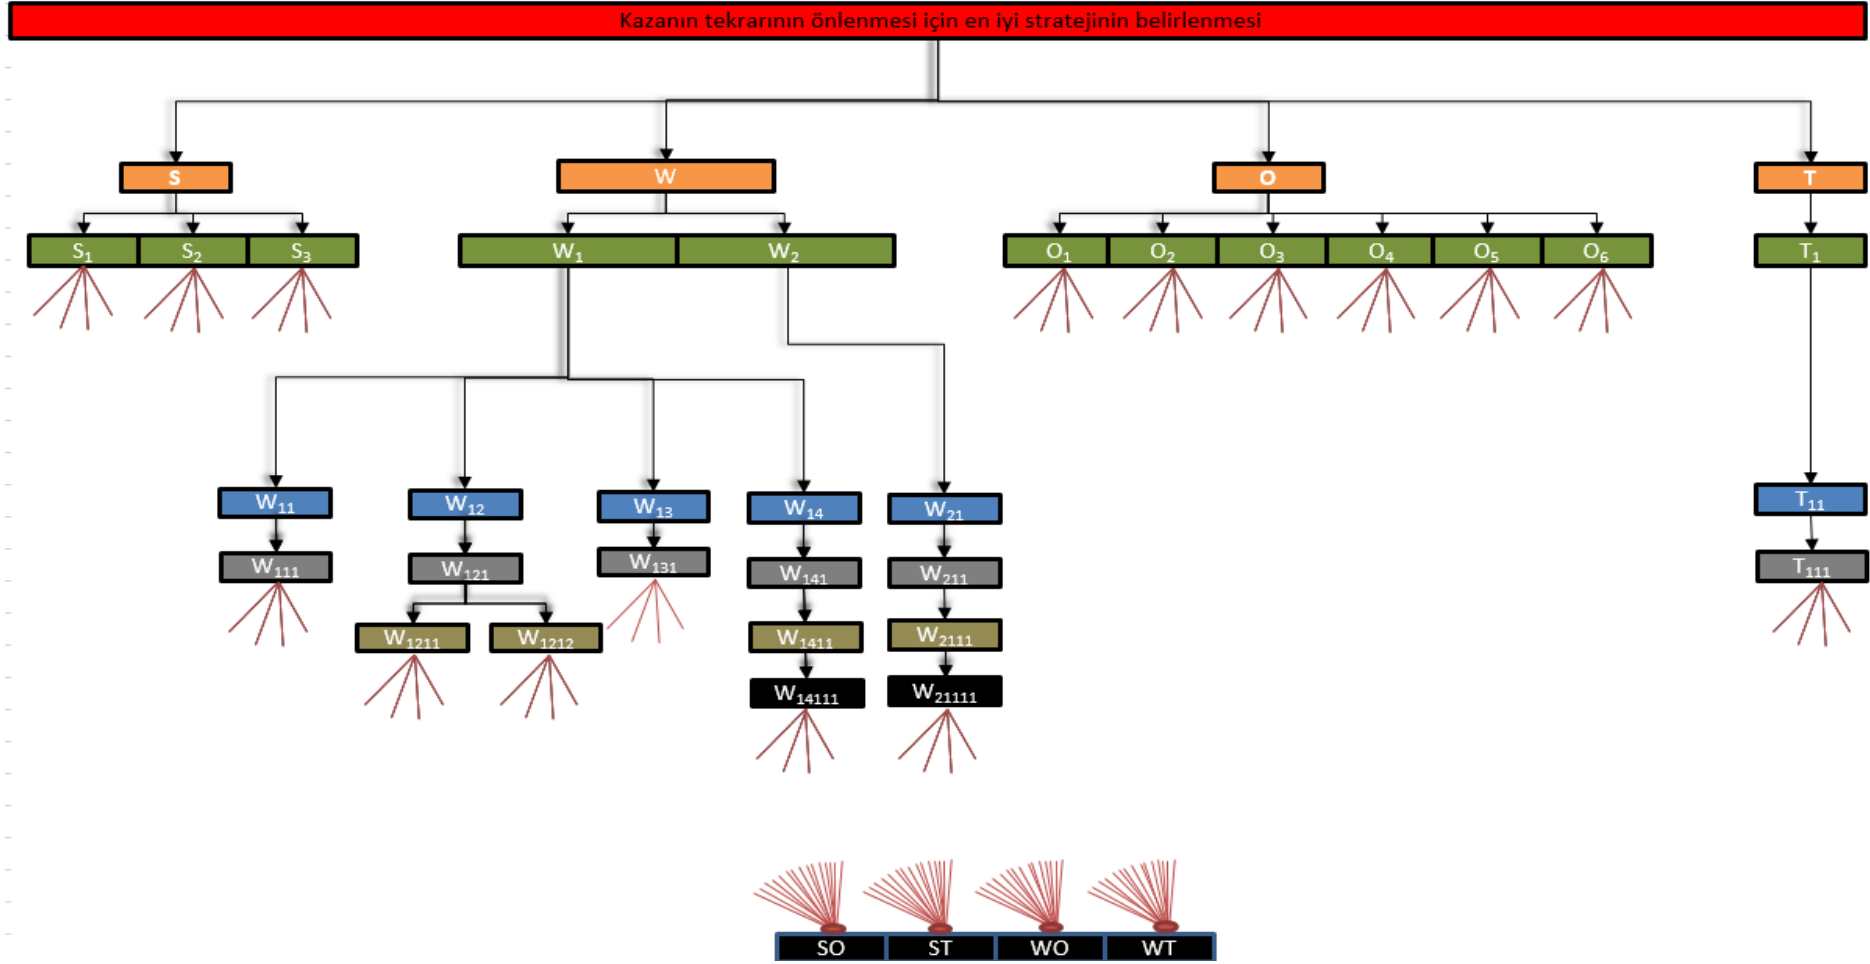 Kazanın tekrarının önlenmesi için en iyi stratejinin belirlenmesi
S W O T
S₁ S₂ S₃ W₁ W₂ O₁ O₂ O₃ O₄ O₅ O₆ T₁
W₁₁ W₁₂ W₁₃ W₁₄ W₂₁ T₁₁
W₁₁₁ W₁₂₁ W₁₃₁ W₁₄₁ W₂₁₁ T₁₁₁
W₁₂₁₁ W₁₂₁₂ W₁₄₁₁ W₂₁₁₁
W₁₄₁₁₁ W₂₁₁₁₁
SO ST WO WT